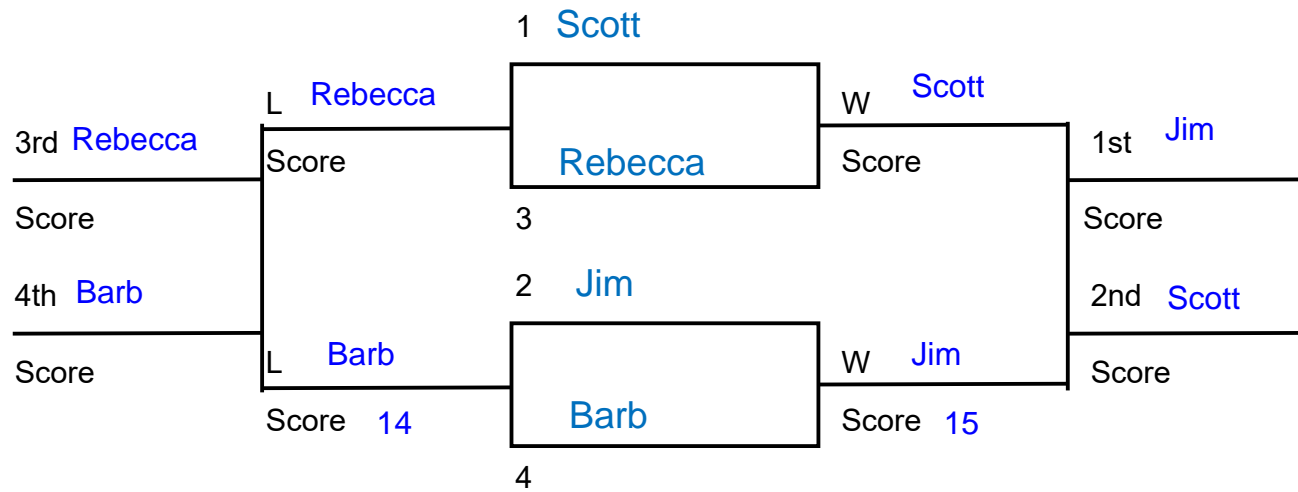 1 Scott
L Rebecca
W Scott
3rd Rebecca
Score
Rebecca
Score
1st Jim
Score
3
Score
4th Barb
2 Jim
2nd Scott
Score
L Barb
W Jim
Score
Score 14
Barb
Score 15
4